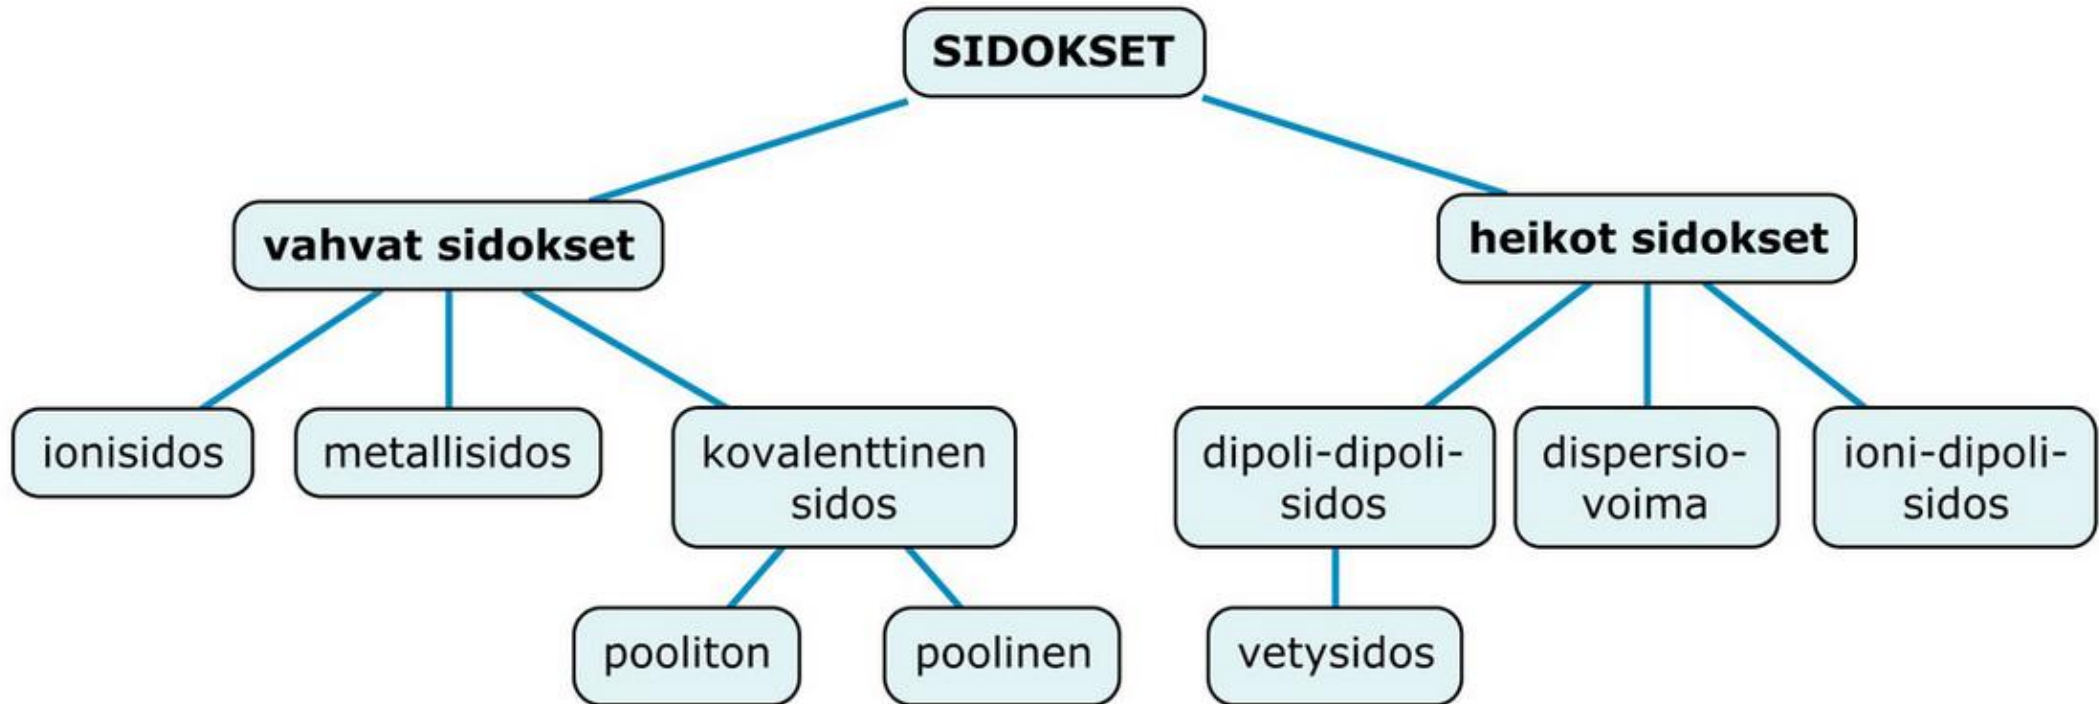 SIDOKSET
vahvat sidokset
heikot sidokset
ionisidos
metallisidos
kovalenttinen
sidos
dipoli-dipoli-
sidos
dispersio-
voima
ioni-dipoli-
sidos
pooliton
poolinen
vetysidos